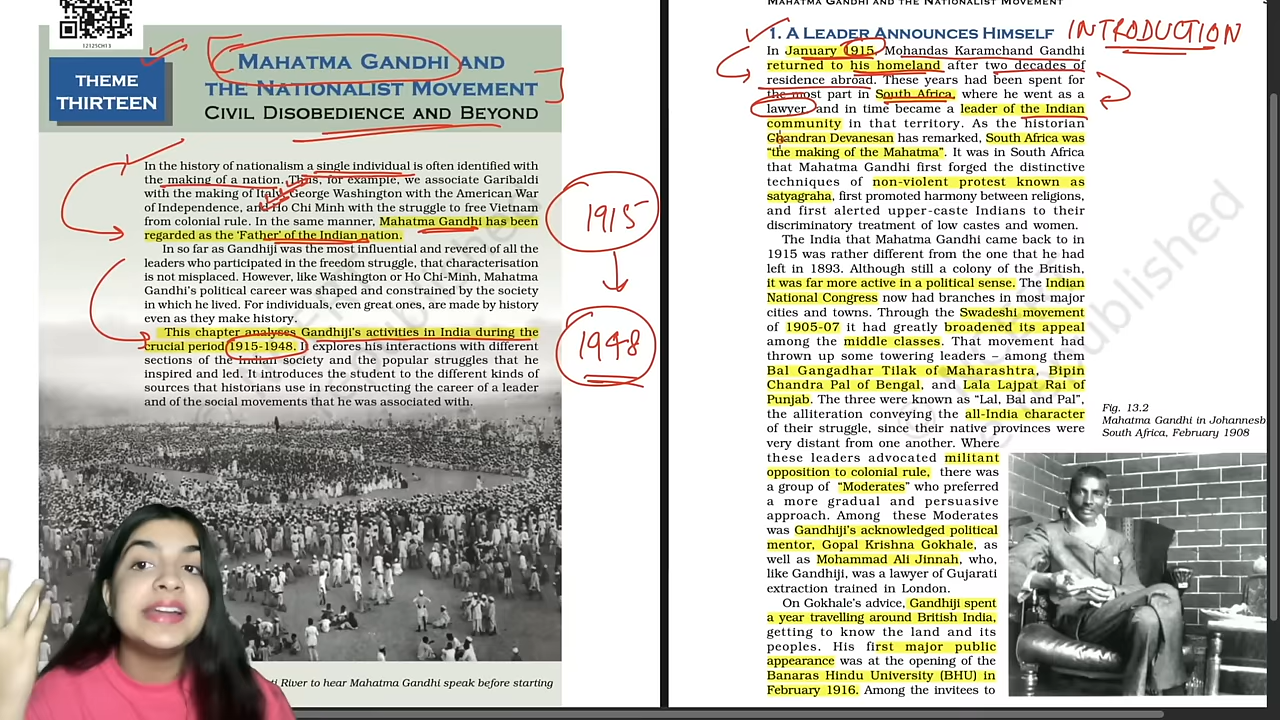 12125CH13
THEME
THIRTEEN
MAHATMA GANDHI AND
THE NATIONALIST MOVEMENT
CIVIL DISOBEDIENCE AND BEYOND
In the history of nationalism a single individual is often identified with
the making of a nation. Thus, for example, we associate Garibaldi
with the making of Italy, George Washington with the American War
of Independence, and Ho Chi Minh with the struggle to free Vietnam
from colonial rule. In the same manner, Mahatma Gandhi has been
regarded as the ‘Father’ of the Indian nation.
In so far as Gandhiji was the most influential and revered of all the
leaders who participated in the freedom struggle, that characterisation
is not misplaced. However, like Washington or Ho Chi-Minh, Mahatma
Gandhi’s political career was shaped and constrained by the society
in which he lived. For individuals, even great ones, are made by history
even as they make history.
This chapter analyses Gandhiji’s activities in India during the
crucial period 1915-1948. It explores his interactions with different
sections of the Indian society and the popular struggles that he
inspired and led. It introduces the student to the different kinds of
sources that historians use in reconstructing the career of a leader
and of the social movements that he was associated with.
1915
1948
River to hear Mahatma Gandhi speak before starting
MAHATMA GANDHI AND THE NATIONALIST MOVEMENT
1. A LEADER ANNOUNCES HIMSELF
INTRODUCTION
In January 1915, Mohandas Karamchand Gandhi
returned to his homeland after two decades of
residence abroad. These years had been spent for
the most part in South Africa, where he went as a
lawyer, and in time became a leader of the Indian
community in that territory. As the historian
Chandran Devanesan has remarked, South Africa was
“the making of the Mahatma”. It was in South Africa
that Mahatma Gandhi first forged the distinctive
techniques of non-violent protest known as
satyagraha, first promoted harmony between religions,
and first alerted upper-caste Indians to their
discriminatory treatment of low castes and women.
The India that Mahatma Gandhi came back to in
1915 was rather different from the one that he had
left in 1893. Although still a colony of the British,
it was far more active in a political sense. The Indian
National Congress now had branches in most major
cities and towns. Through the Swadeshi movement
of 1905-07 it had greatly broadened its appeal
among the middle classes. That movement had
thrown up some towering leaders – among them
Bal Gangadhar Tilak of Maharashtra, Bipin
Chandra Pal of Bengal, and Lala Lajpat Rai of
Punjab. The three were known as “Lal, Bal and Pal”,
the alliteration conveying the all-India character
of their struggle, since their native provinces were
very distant from one another. Where
these leaders advocated militant
opposition to colonial rule, there was
a group of “Moderates” who preferred
a more gradual and persuasive
approach. Among these Moderates
was Gandhiji’s acknowledged political
mentor, Gopal Krishna Gokhale, as
well as Mohammad Ali Jinnah, who,
like Gandhiji, was a lawyer of Gujarati
extraction trained in London.
On Gokhale’s advice, Gandhiji spent
a year travelling around British India,
getting to know the land and its
peoples. His first major public
appearance was at the opening of the
Banaras Hindu University (BHU) in
February 1916. Among the invitees to
Fig. 13.2
Mahatma Gandhi in Johannesb
South Africa, February 1908